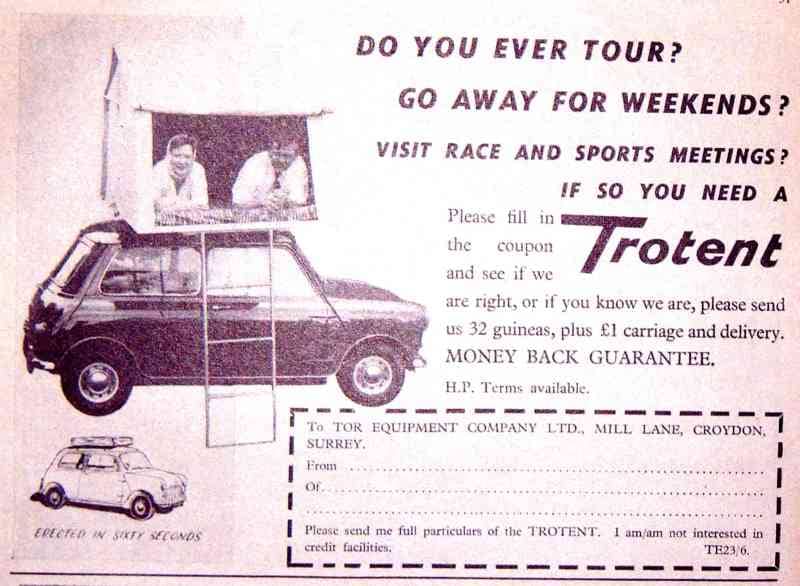 DO YOU EVER TOUR?
GO AWAY FOR WEEKENDS?
VISIT RACE AND SPORTS MEETINGS?
IF SO YOU NEED A
Trotent
Please fill in
the coupon
and see if we
are right, or if you know we are, please send
us 32 guineas, plus £1 carriage and delivery.
MONEY BACK GUARANTEE.
H.P. Terms available.
ERECTED IN SIXTY SECONDS
To TOR EQUIPMENT COMPANY LTD., MILL LANE, CROYDON,
SURREY.
From
Of
Please send me full particulars of the TROTENT. I am/am not interested in
credit facilities. TE23/6.